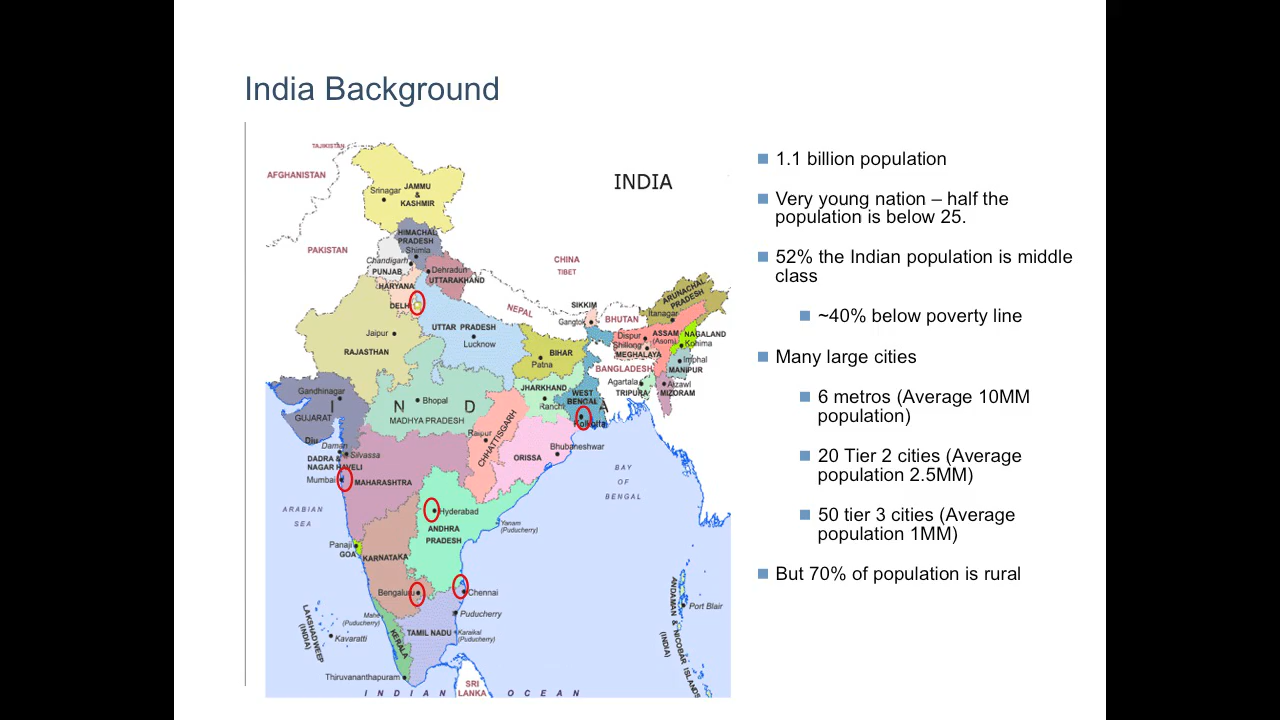 India Background
TAJIKISTAN
AFGHANISTAN
INDIA
Srinagar
JAMMU
&
KASHMIR
HIMACHAL
PRADESH
Shimla
PAKISTAN
Chandigarh
PUNJAB
Dehradun
UTTARAKHAND
CHINA
TIBET
HARYANA
DELHI
ARUNACHAL
PRADESH
Itanagar
SIKKIM
Gangtok
NEPAL
BHUTAN
UTTAR PRADESH
Lucknow
Jaipur
RAJASTHAN
Dispur
Shillong
MEGHALAYA
ASSAM
(Asom)
NAGALAND
Kohima
Imphal
MANIPUR
BIHAR
Patna
BANGLADESH
Agartala
TRIPURA
Aizawl
MIZORAM
Gandhinagar
GUJARAT
I N D A
Bhopal
MADHYA PRADESH
JHARKHAND
Ranchi
WEST
BENGAL
Kolkotta
CHHATTISGARH
Raipur
Bhubaneshwar
ORISSA
Diu
Daman
Silvassa
DADRA &
NAGAR HAVELI
Mumbai
MAHARASHTRA
BAY
OF
BENGAL
ARABIAN
SEA
Hyderabad
ANDHRA
PRADESH
Yanam
(Puducherry)
Panaji
GOA
KARNATAKA
Bengaluru
Chennai
Mahe
(Puducherry)
Puducherry
TAMIL NADU
Karaikal
(Puducherry)
KERALA
LAKSHADWEEP
(INDIA)
Kavaratti
Thiruvananthapuram
ANDAMAN & NICOBAR ISLANDS
(INDIA)
Port Blair
SRI
LANKA
INDIAN OCEAN
1.1 billion population
Very young nation – half the
population is below 25.
52% the Indian population is middle
class
~40% below poverty line
Many large cities
6 metros (Average 10MM
population)
20 Tier 2 cities (Average
population 2.5MM)
50 tier 3 cities (Average
population 1MM)
But 70% of population is rural